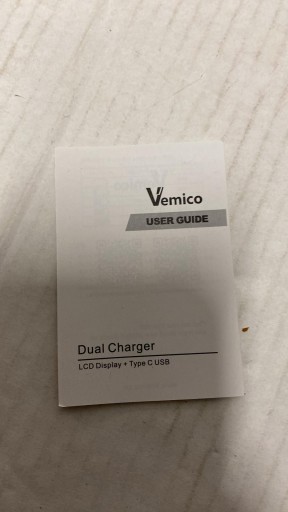 Vemico
USER GUIDE
Dual Charger
LCD Display + Type C USB